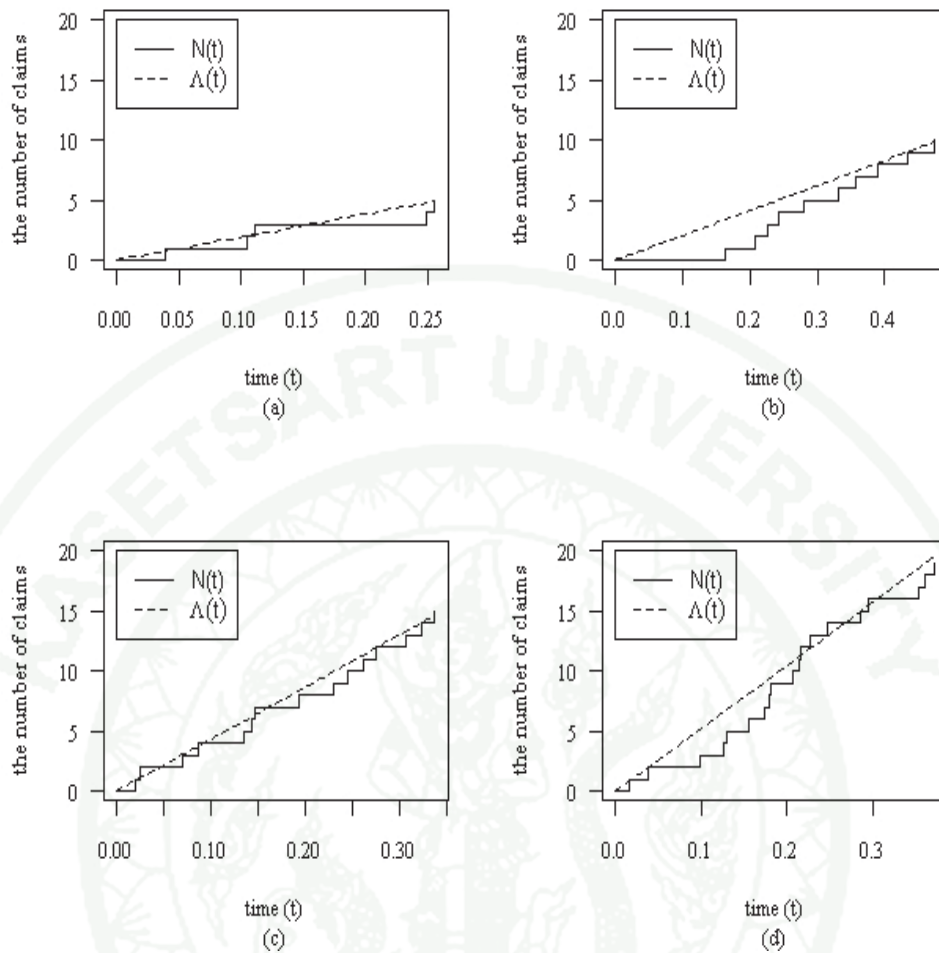 the number of claims
20
15
10
5
0
N(t)
Λ(t)
0.00 0.05 0.10 0.15 0.20 0.25
time (t)
(a)
the number of claims
20
15
10
5
0
N(t)
Λ(t)
0.0 0.1 0.2 0.3 0.4
time (t)
(b)
KASETSART UNIVERSITY
the number of claims
20
15
10
5
0
N(t)
Λ(t)
0.00 0.10 0.20 0.30
time (t)
(c)
the number of claims
20
15
10
5
0
N(t)
Λ(t)
0.0 0.1 0.2 0.3
time (t)
(d)